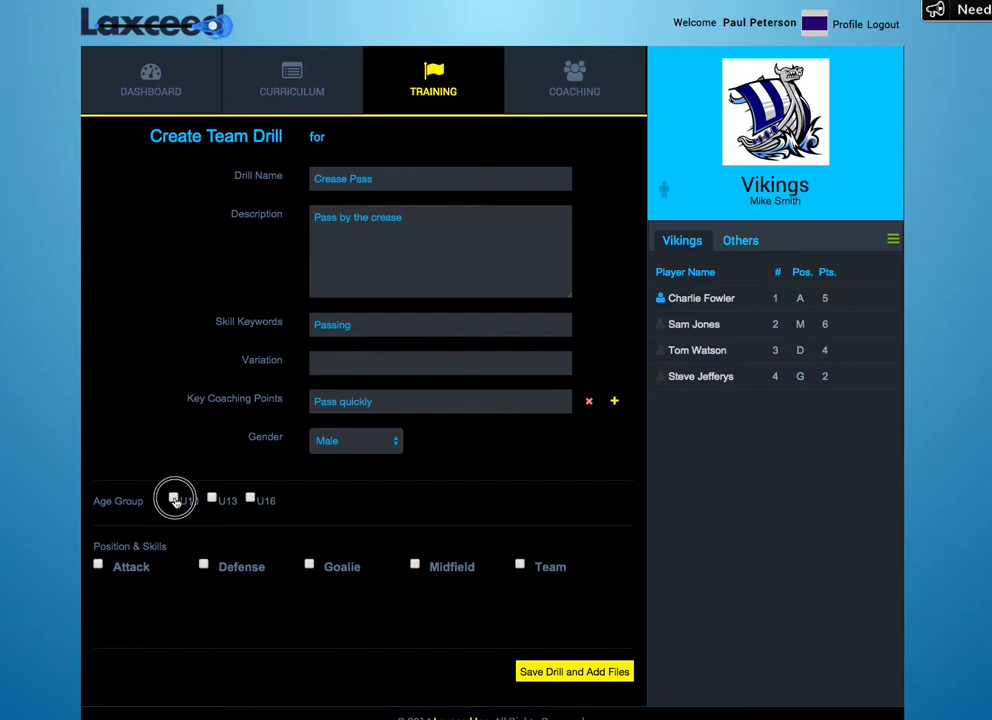 Laxceed
Welcome Paul Peterson Profile Logout
Need
DASHBOARD CURRICULUM TRAINING COACHING
Create Team Drill for
Drill Name Crease Pass
Description Pass by the crease
Skill Keywords Passing
Variation
Key Coaching Points Pass quickly
Gender Male
Age Group U13 U16
Position & Skills
Attack Defense Goalie Midfield Team
Save Drill and Add Files
Vikings
Mike Smith
Vikings Others
Player Name # Pos. Pts.
Charlie Fowler 1 A 5
Sam Jones 2 M 6
Tom Watson 3 D 4
Steve Jefferys 4 G 2